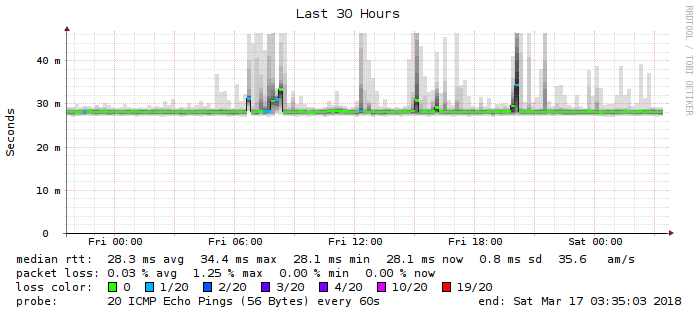 Last 30 Hours
RRDTOOL / TOBI OETIKER
Seconds
40 m
30 m
20 m
10 m
0
Fri 00:00 Fri 06:00 Fri 12:00 Fri 18:00 Sat 00:00
median rtt: 28.3 ms avg 34.4 ms max 28.1 ms min 28.1 ms now 0.8 ms sd 35.6 am/s
packet loss: 0.03 % avg 1.25 % max 0.00 % min 0.00 % now
loss color: 0 1/20 2/20 3/20 4/20 10/20 19/20
probe: 20 ICMP Echo Pings (56 Bytes) every 60s end: Sat Mar 17 03:35:03 2018